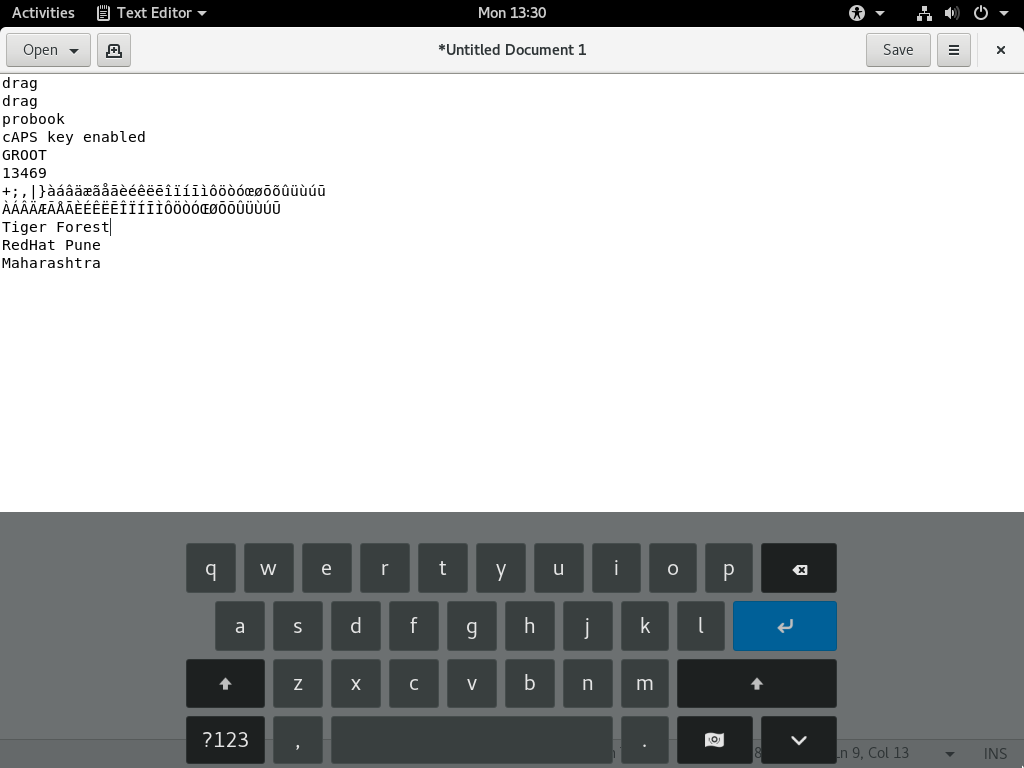 Activities Text Editor Mon 13:30
Open *Untitled Document 1 Save
drag
drag
probook
cAPS key enabled
GROOT
13469
+;,|}àáâäæãåāèéêëēîïíīìôöòóœøōõûüùúū
ÀÁÂÄÆÃÅĀÈÉÊËĒÎÏÍĪÌÔÖÒÓŒØŌÕÛÜÙÚŪ
Tiger Forest
RedHat Pune
Maharashtra
q w e r t y u i o p
a s d f g h j k l
z x c v b n m
?123 , .
Ln 9, Col 13 INS